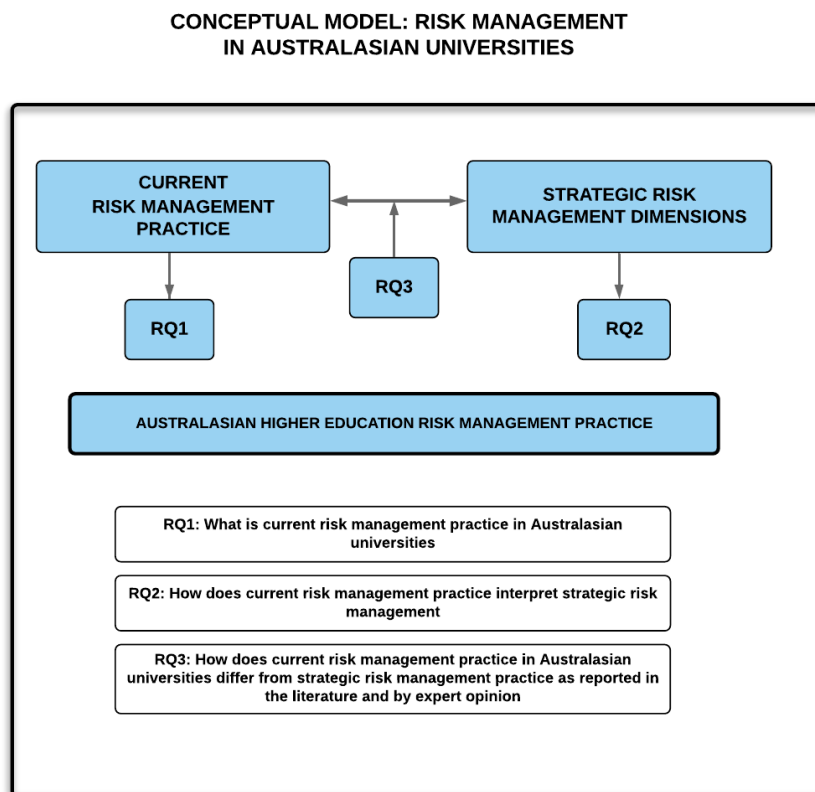 CONCEPTUAL MODEL: RISK MANAGEMENT
IN AUSTRALASIAN UNIVERSITIES
CURRENT
RISK MANAGEMENT
PRACTICE
STRATEGIC RISK
MANAGEMENT DIMENSIONS
RQ3
RQ1
RQ2
AUSTRALASIAN HIGHER EDUCATION RISK MANAGEMENT PRACTICE
RQ1: What is current risk management practice in Australasian
universities
RQ2: How does current risk management practice interpret strategic risk
management
RQ3: How does current risk management practice in Australasian
universities differ from strategic risk management practice as reported in
the literature and by expert opinion